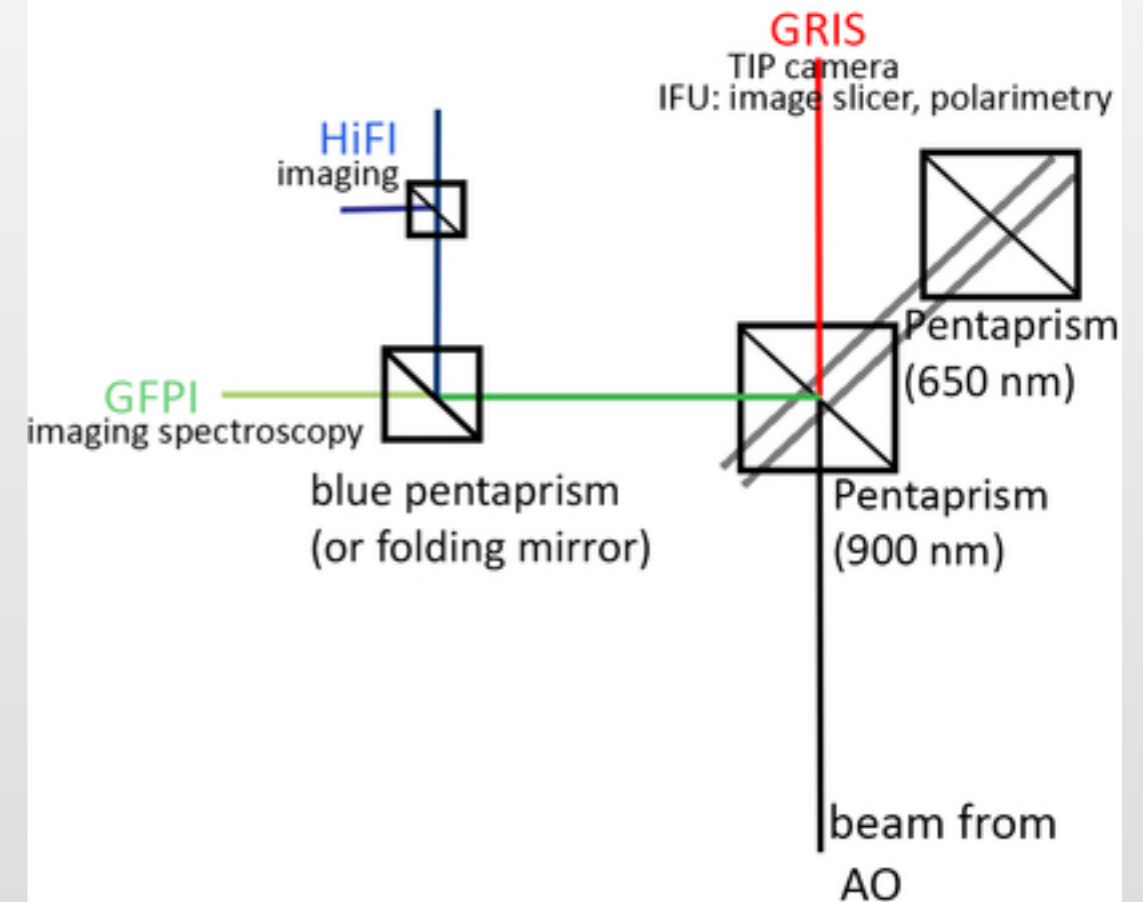 GRIS
TIP camera
IFU: image slicer, polarimetry
HiFI
imaging
Pentaprism
(650 nm)
GFPI
imaging spectroscopy
blue pentaprism
(or folding mirror)
Pentaprism
(900 nm)
beam from
AO